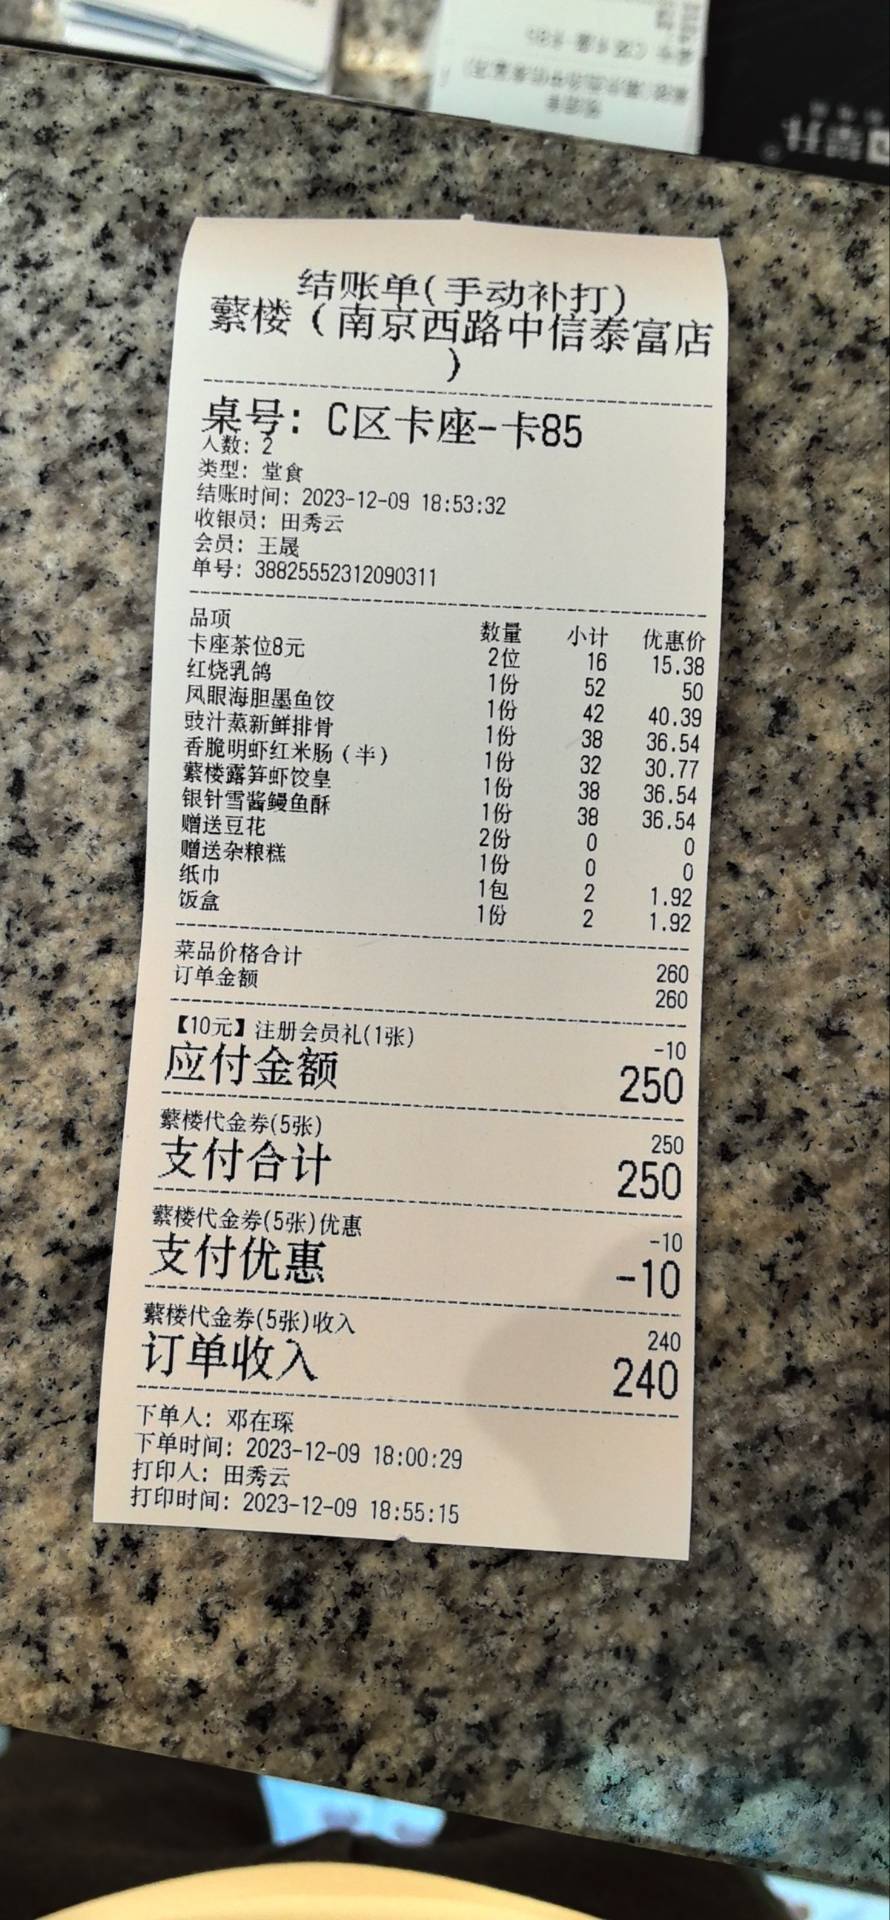 结账单(手动补打)
蘩楼（南京西路中信泰富店
）
桌号: C区卡座-卡85
人数: 2
类型: 堂食
结账时间: 2023-12-09 18:53:32
收银员: 田秀云
会员: 王晟
单号: 38825552312090311
品项 数量 小计 优惠价
卡座茶位8元 2位 16 15.38
红烧乳鸽 1份 52 50
凤眼海胆墨鱼饺 1份 42 40.39
豉汁蒸新鲜排骨 1份 38 36.54
香脆明虾红米肠（半） 1份 32 30.77
蘩楼露笋虾饺皇 1份 38 36.54
银针雪酱鳗鱼酥 1份 38 36.54
赠送豆花 2份 0 0
赠送杂粮糕 1份 0 0
纸巾 1包 2 1.92
饭盒 1份 2 1.92
菜品价格合计 260
订单金额 260
【10元】注册会员礼(1张) -10
应付金额 250
蘩楼代金券(5张) 250
支付合计 250
蘩楼代金券(5张)优惠 -10
支付优惠 -10
蘩楼代金券(5张)收入 240
订单收入 240
下单人: 邓在琛
下单时间: 2023-12-09 18:00:29
打印人: 田秀云
打印时间: 2023-12-09 18:55:15